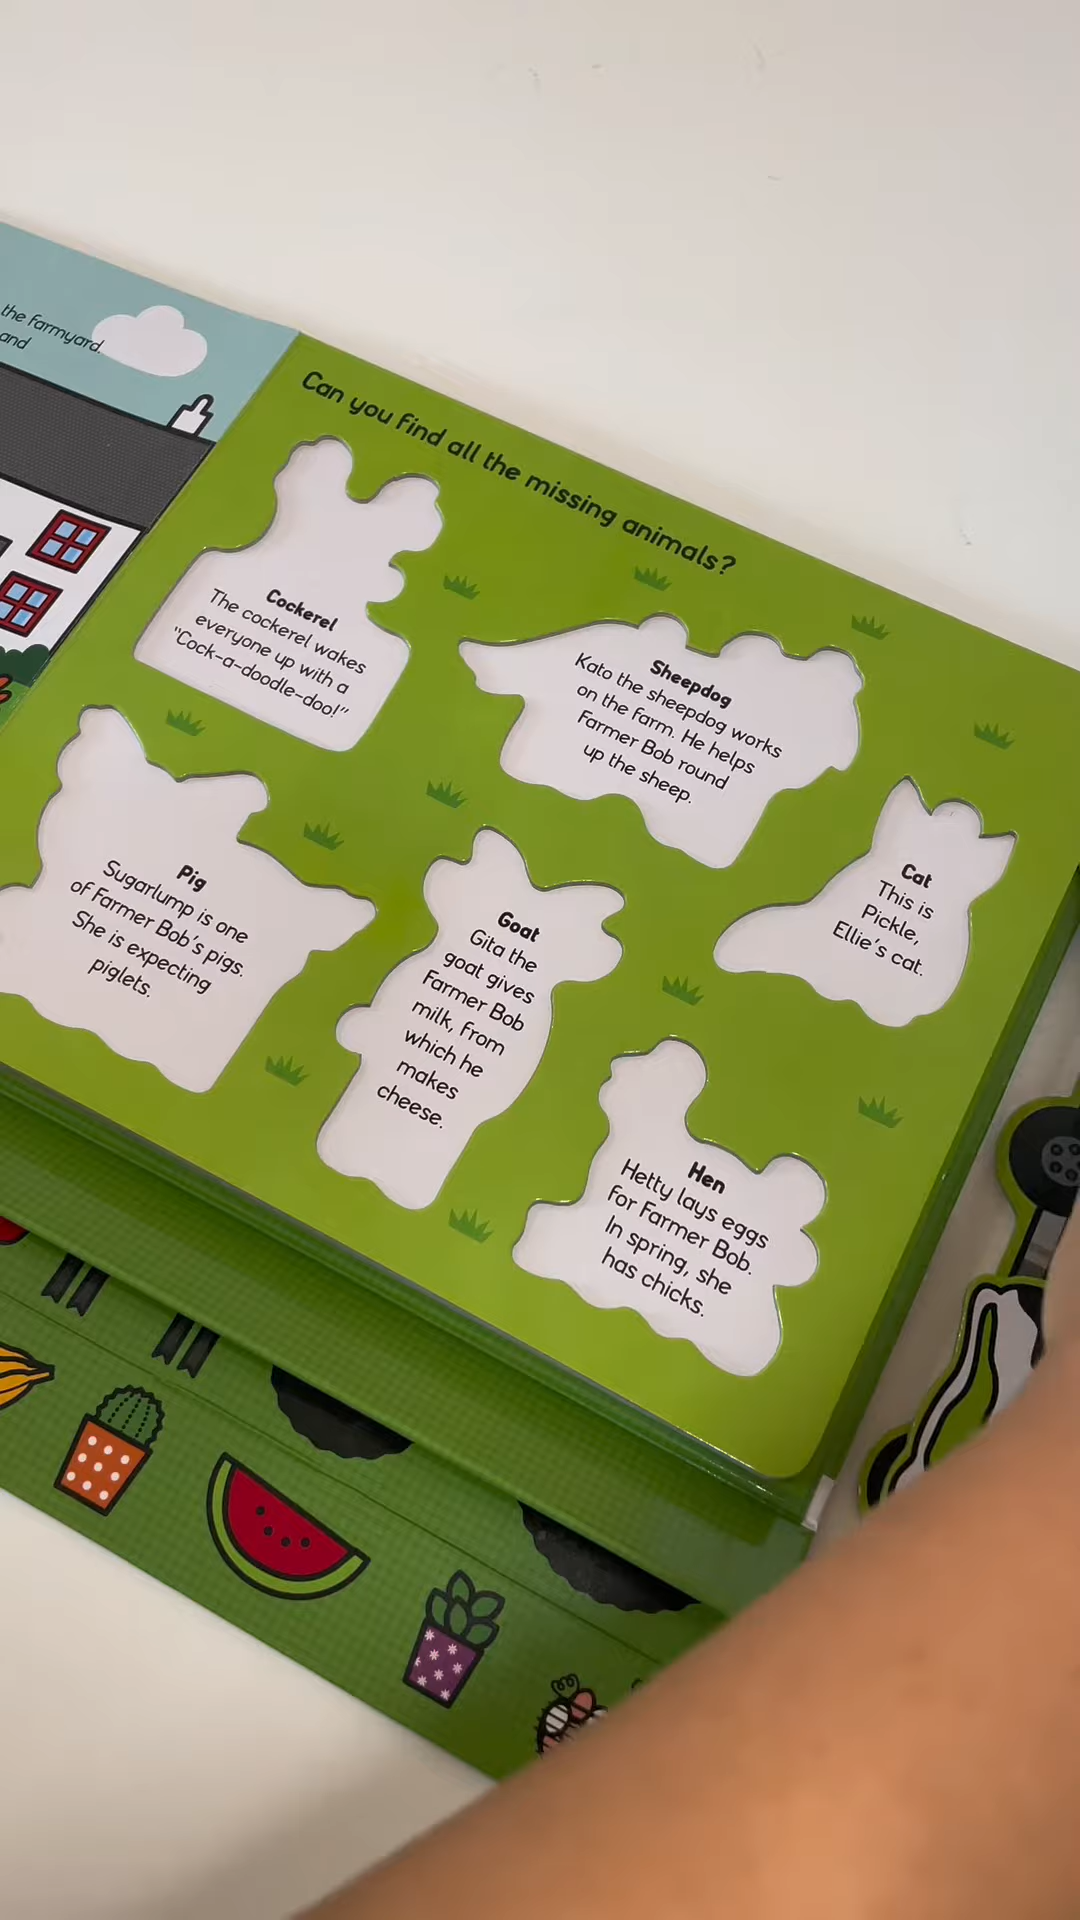 the farmyard.
and
Can you find all the missing animals?
Cockerel
The cockerel wakes
everyone up with a
"Cock-a-doodle-doo!"
Sheepdog
Kato the sheepdog works
on the farm. He helps
Farmer Bob round
up the sheep.
Cat
This is
Pickle,
Ellie's cat.
Pig
Sugarlump is one
of Farmer Bob's pigs.
She is expecting
piglets.
Goat
Gita the
goat gives
Farmer Bob
milk, from
which he
makes
cheese.
Hen
Hetty lays eggs
for Farmer Bob.
In spring, she
has chicks.